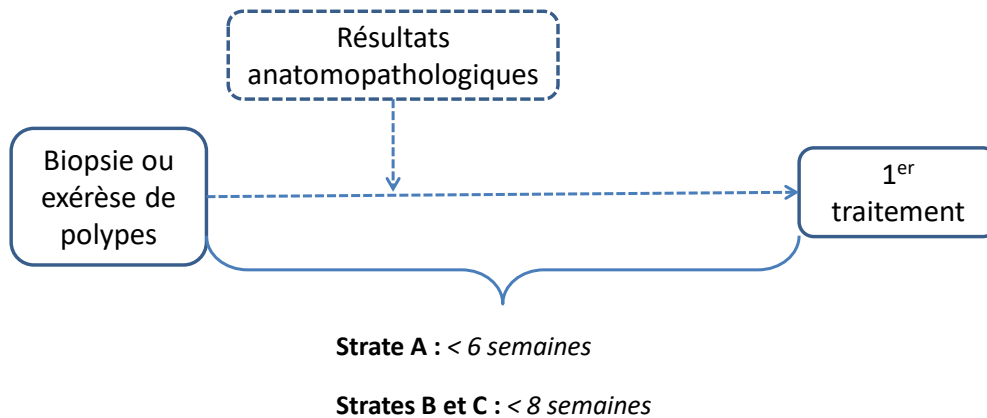 Résultats
anatomopathologiques
Biopsie ou
exérèse de
polypes
1er
traitement
Strate A : < 6 semaines
Strates B et C : < 8 semaines